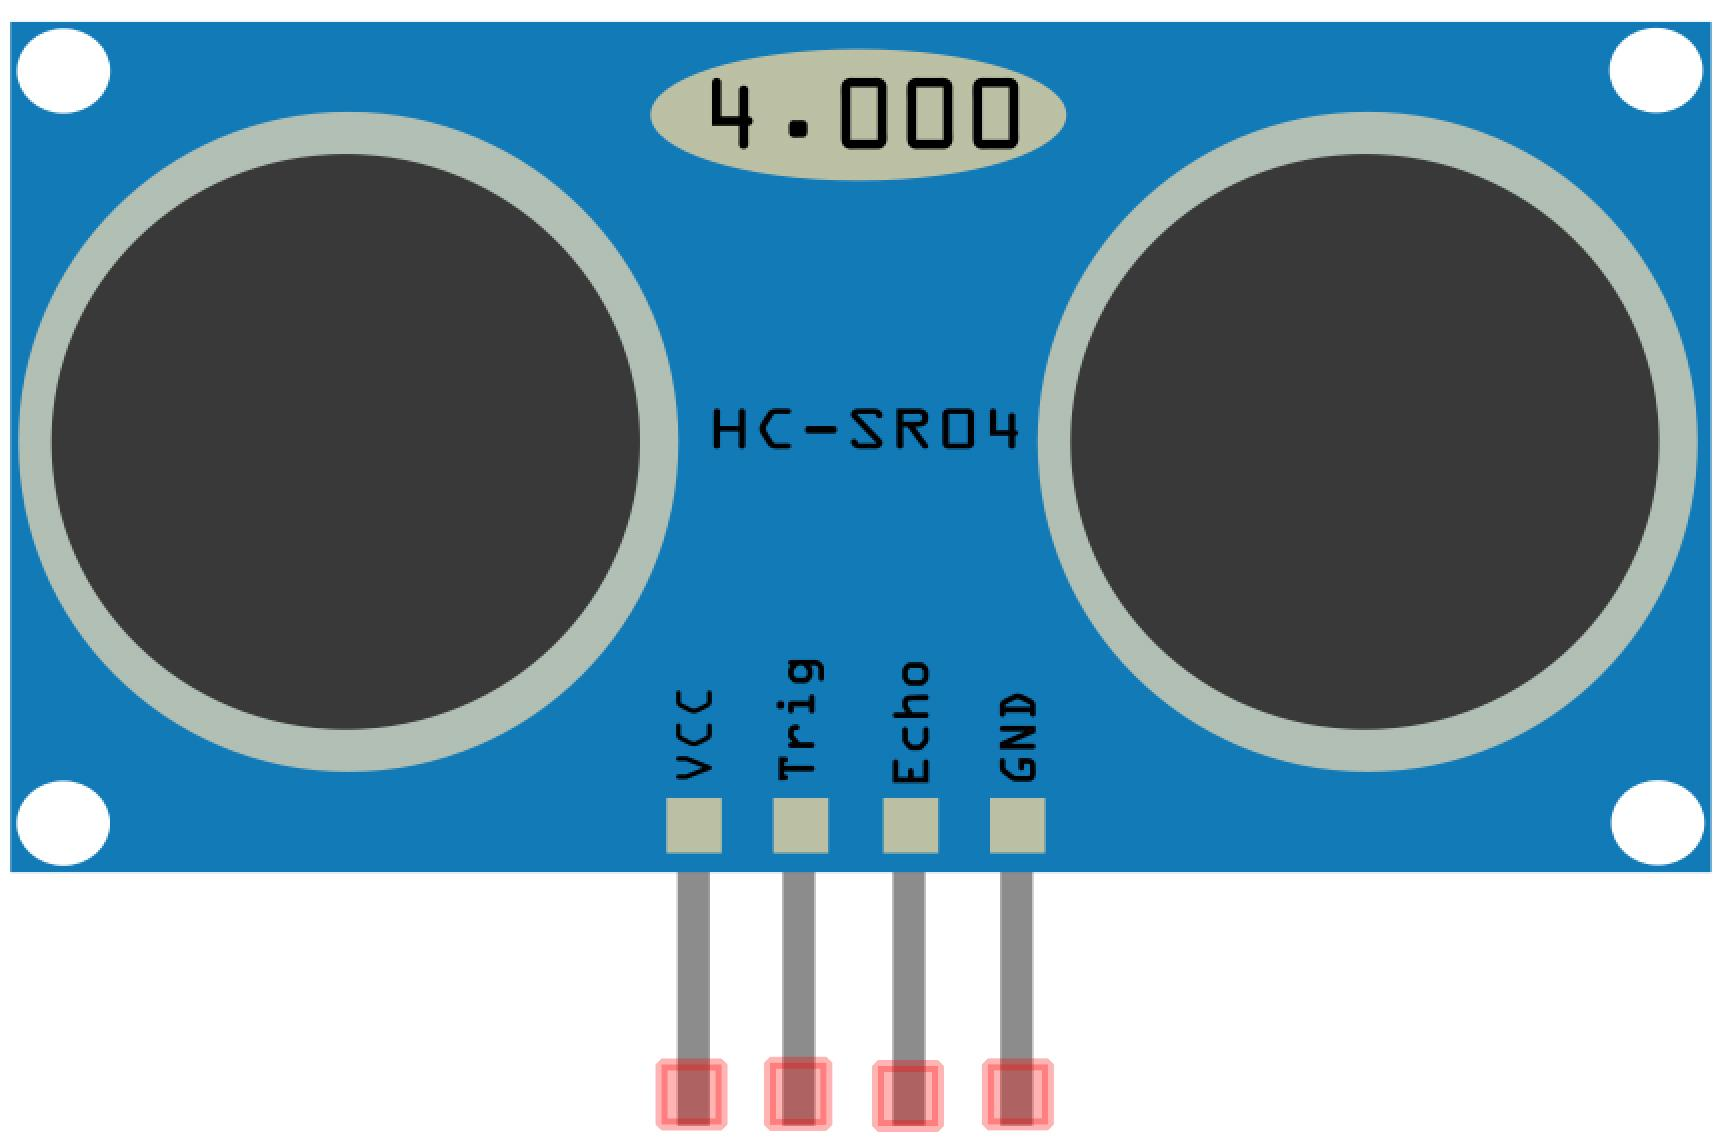 4.000
HC-SR04
VCC
Trig
Echo
GND